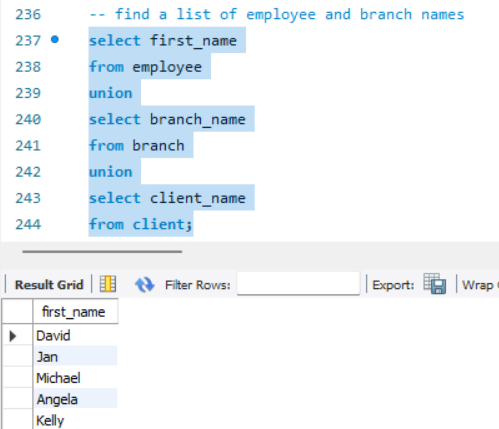 236 -- find a list of employee and branch names
237 select first_name
238 from employee
239 union
240 select branch_name
241 from branch
242 union
243 select client_name
244 from client;
Result Grid Filter Rows: Export: Wrap
first_name
David
Jan
Michael
Angela
Kelly